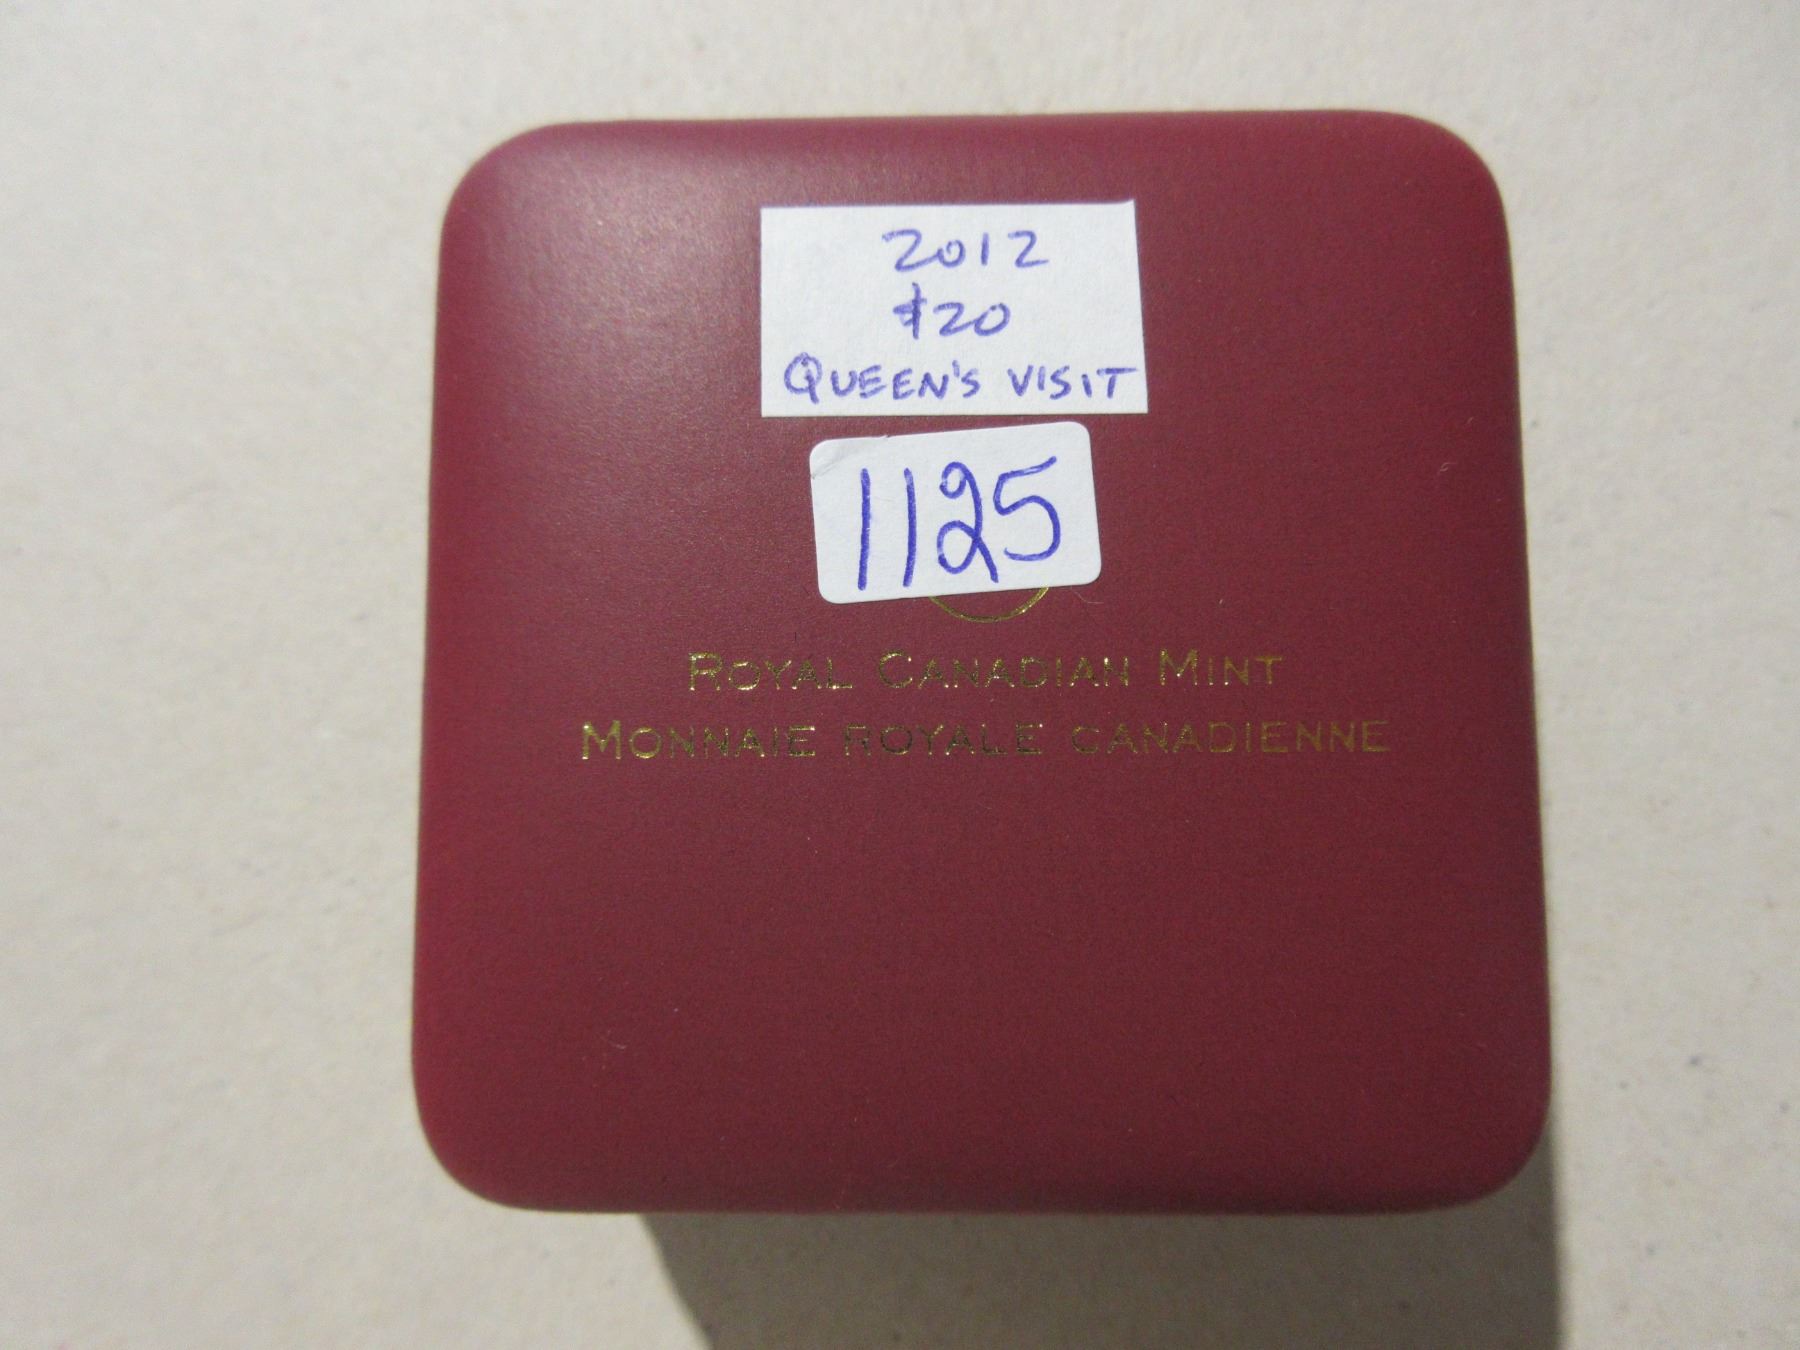 2012
$20
QUEEN'S VISIT
1125
ROYAL CANADIAN MINT
MONNAIE ROYALE CANADIENNE